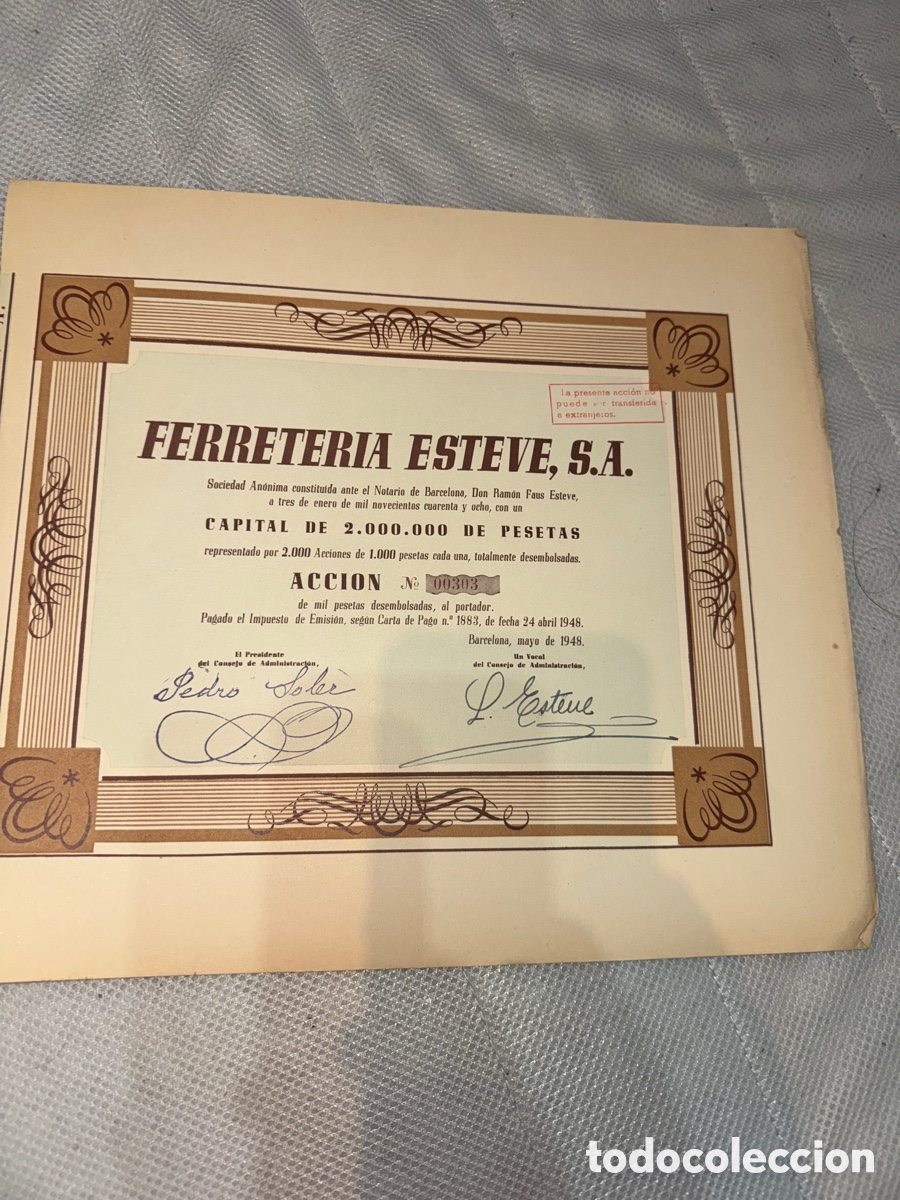 La presente acción no
puede ser transferida
a extranjeros.
FERRETERIA ESTEVE, S.A.
Sociedad Anónima constituida ante el Notario de Barcelona, Don Ramón Faus Esteve,
a tres de enero de mil novecientos cuarenta y ocho, con un
CAPITAL DE 2.000.000 DE PESETAS
representado por 2.000 Acciones de 1.000 pesetas cada una, totalmente desembolsadas.
ACCION Nº 00303
de mil pesetas desembolsadas, al portador.
Pagado el Impuesto de Emisión, según Carta de Pago n.º 1883, de fecha 24 abril 1948.
Barcelona, mayo de 1948.
El Presidente
del Consejo de Administración,
Un Vocal
del Consejo de Administración,
Pedro Soler
L. Esteve
todocoleccion